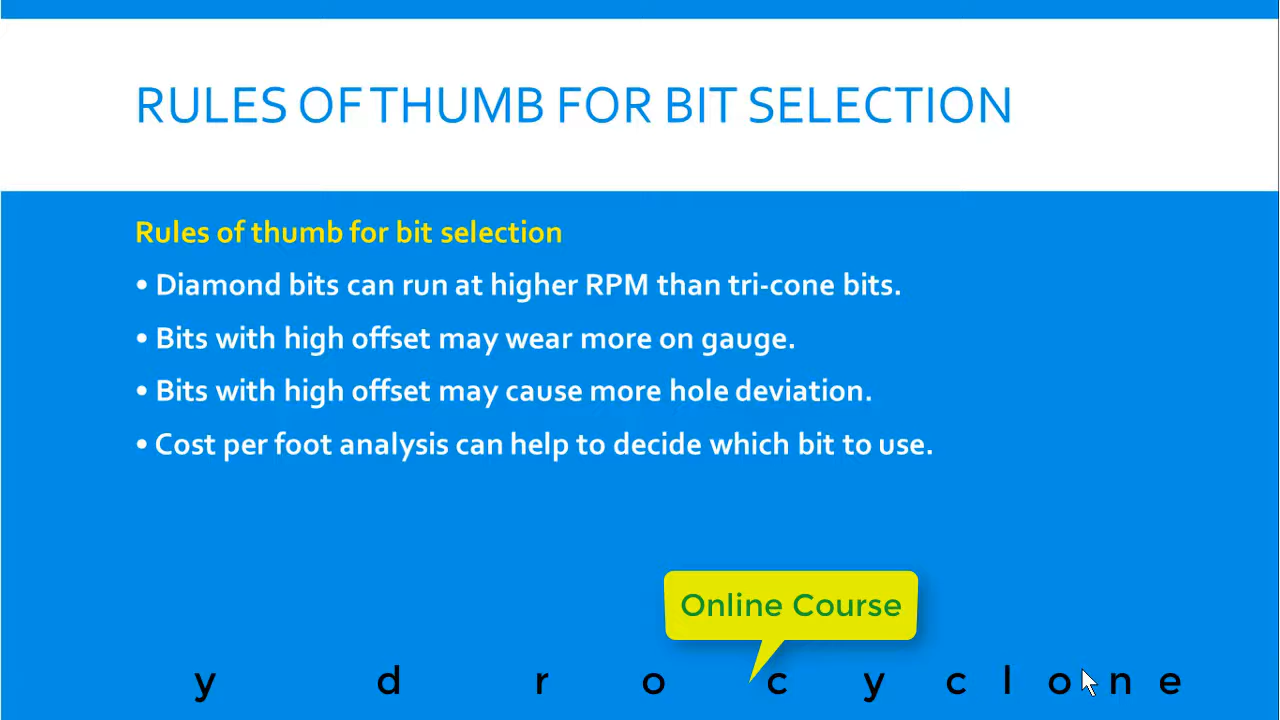 RULES OF THUMB FOR BIT SELECTION
Rules of thumb for bit selection
• Diamond bits can run at higher RPM than tri-cone bits.
• Bits with high offset may wear more on gauge.
• Bits with high offset may cause more hole deviation.
• Cost per foot analysis can help to decide which bit to use.
Online Course
y d r o c y c l o n e